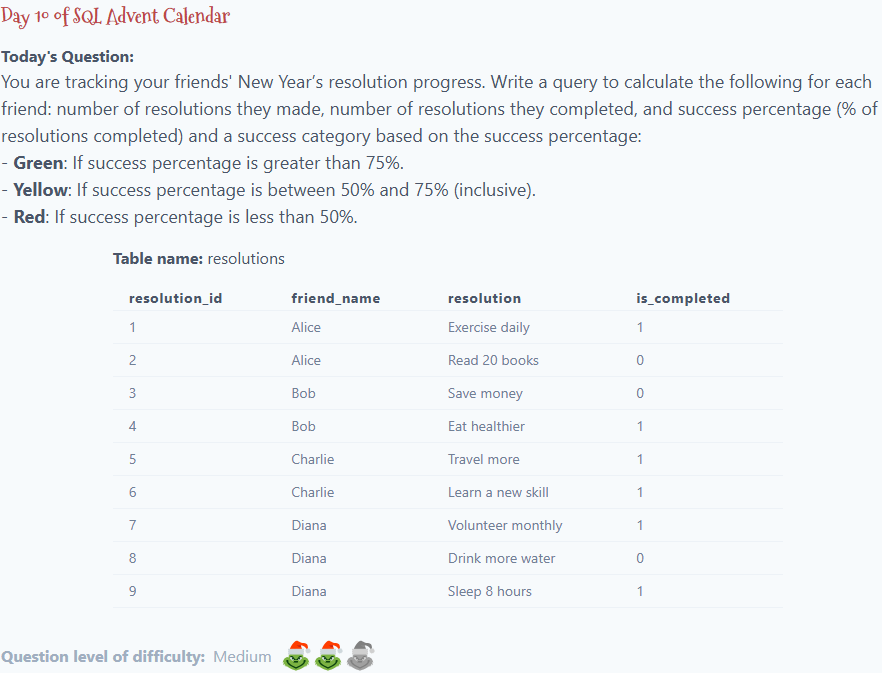 Day 10 of SQL Advent Calendar
Today's Question:
You are tracking your friends' New Year’s resolution progress. Write a query to calculate the following for each
friend: number of resolutions they made, number of resolutions they completed, and success percentage (% of
resolutions completed) and a success category based on the success percentage:
- Green: If success percentage is greater than 75%.
- Yellow: If success percentage is between 50% and 75% (inclusive).
- Red: If success percentage is less than 50%.
Table name: resolutions
resolution_id friend_name resolution is_completed
1 Alice Exercise daily 1
2 Alice Read 20 books 0
3 Bob Save money 0
4 Bob Eat healthier 1
5 Charlie Travel more 1
6 Charlie Learn a new skill 1
7 Diana Volunteer monthly 1
8 Diana Drink more water 0
9 Diana Sleep 8 hours 1
Question level of difficulty: Medium